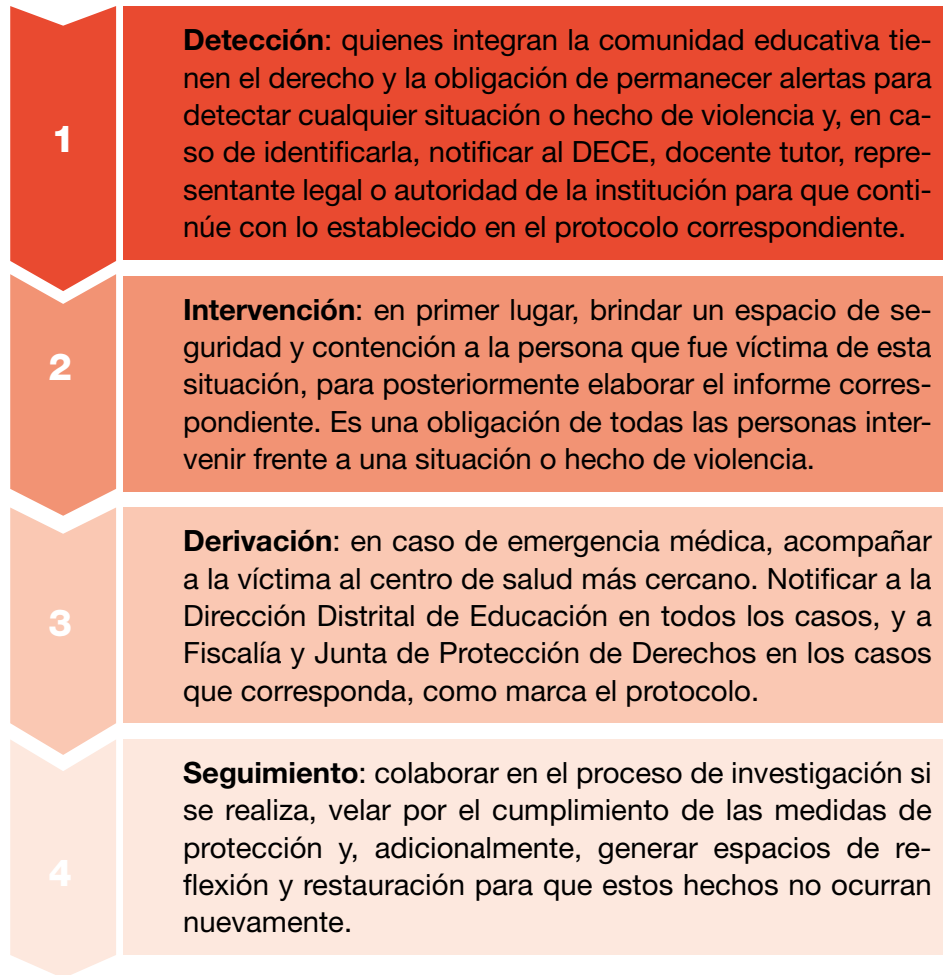 1
Detección: quienes integran la comunidad educativa tie-
nen el derecho y la obligación de permanecer alertas para
detectar cualquier situación o hecho de violencia y, en ca-
so de identificarla, notificar al DECE, docente tutor, repre-
sentante legal o autoridad de la institución para que conti-
núe con lo establecido en el protocolo correspondiente.
2
Intervención: en primer lugar, brindar un espacio de se-
guridad y contención a la persona que fue víctima de esta
situación, para posteriormente elaborar el informe corres-
pondiente. Es una obligación de todas las personas inter-
venir frente a una situación o hecho de violencia.
3
Derivación: en caso de emergencia médica, acompañar
a la víctima al centro de salud más cercano. Notificar a la
Dirección Distrital de Educación en todos los casos, y a
Fiscalía y Junta de Protección de Derechos en los casos
que corresponda, como marca el protocolo.
4
Seguimiento: colaborar en el proceso de investigación si
se realiza, velar por el cumplimiento de las medidas de
protección y, adicionalmente, generar espacios de re-
flexión y restauración para que estos hechos no ocurran
nuevamente.